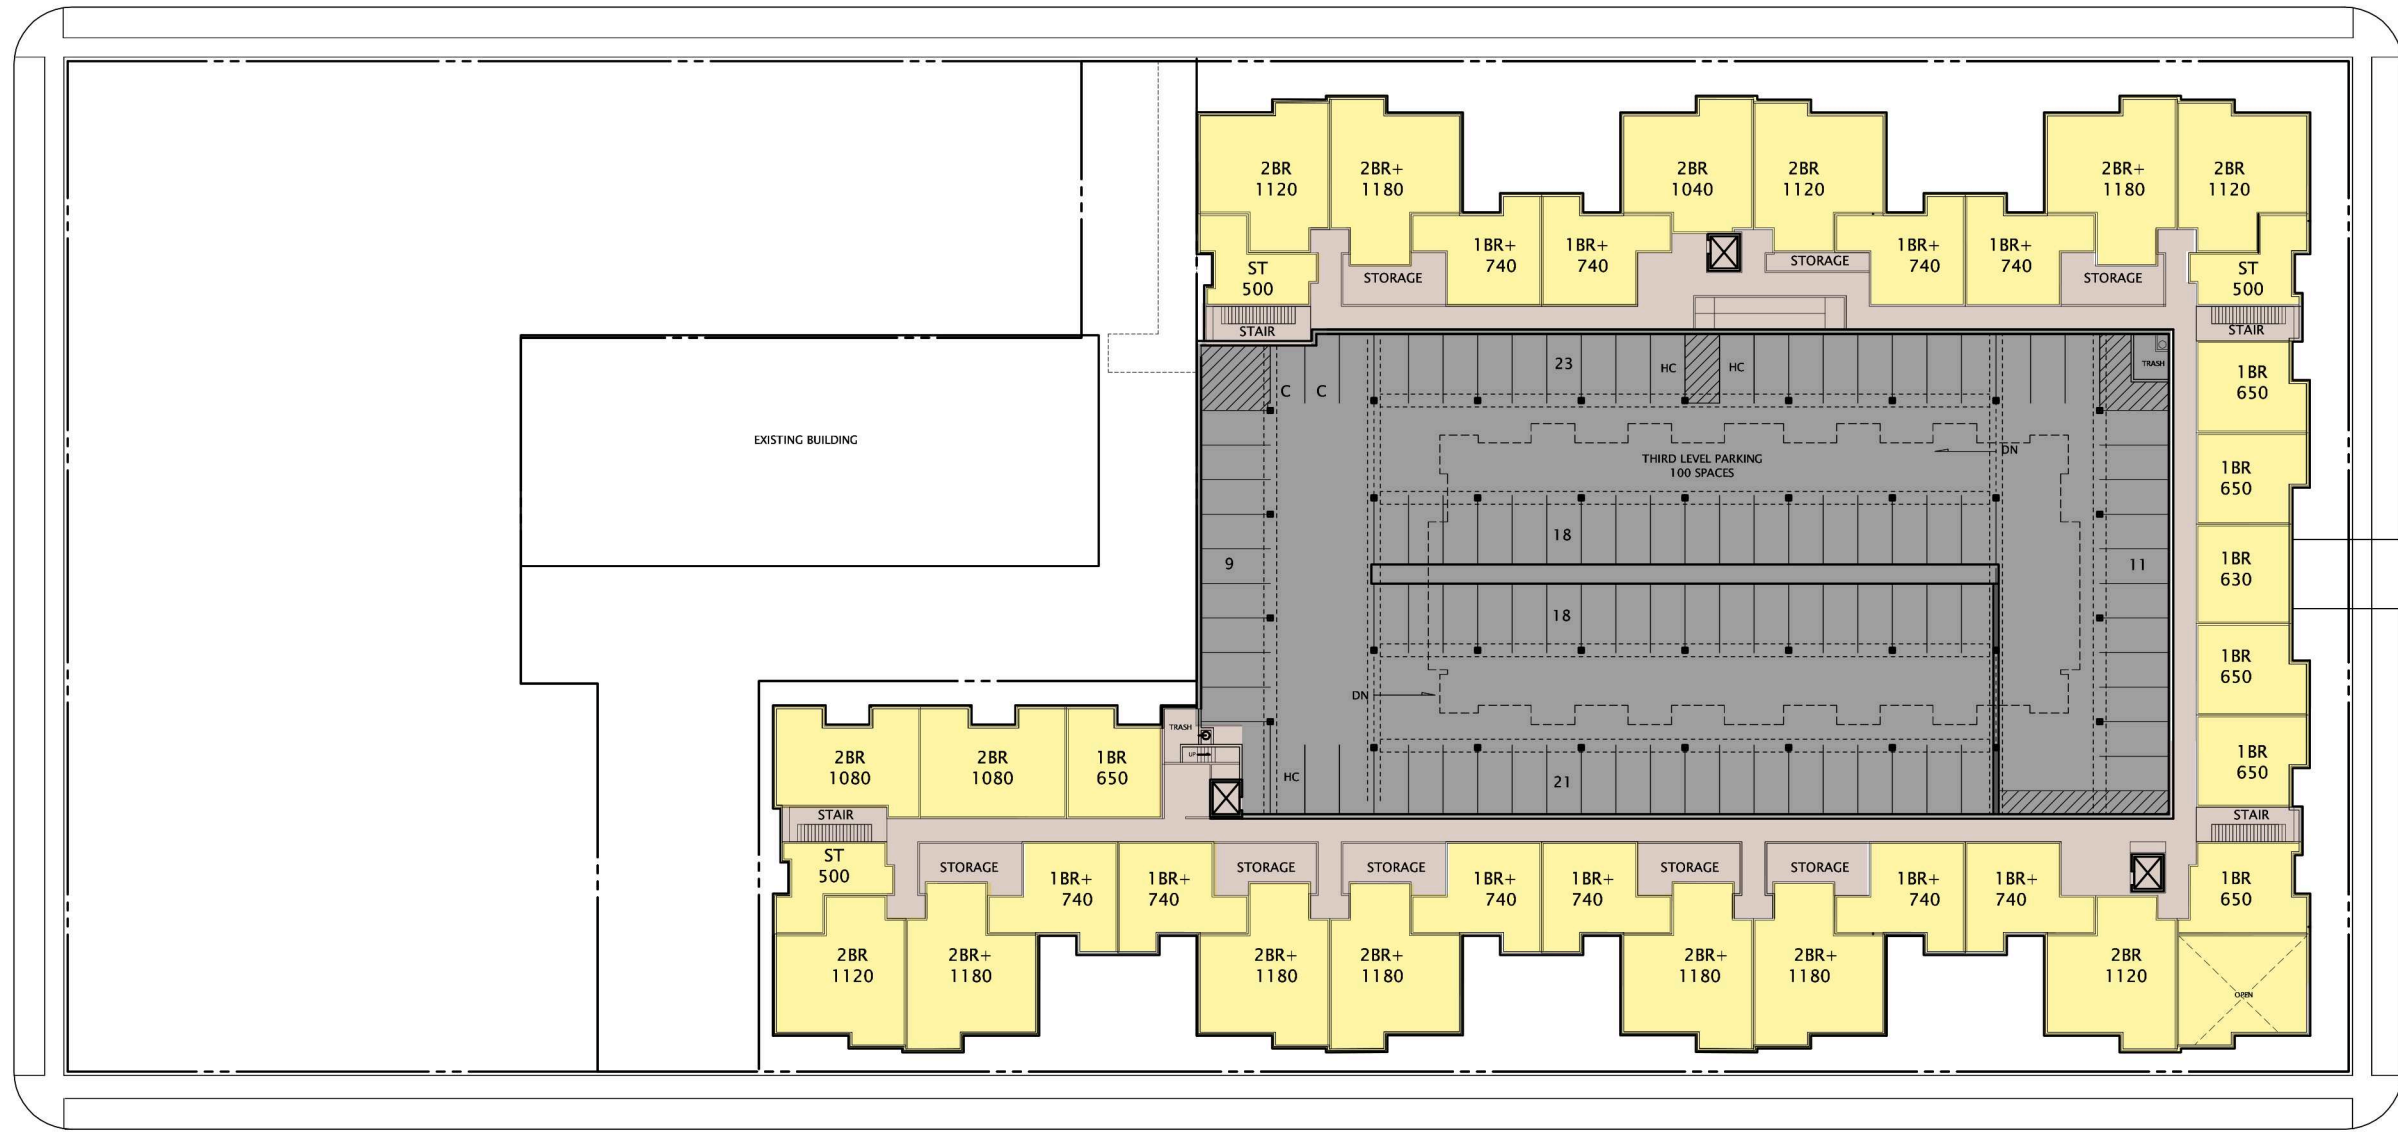 2BR
1120
2BR+
1180
2BR
1040
2BR
1120
2BR+
1180
2BR
1120
1BR+
740
1BR+
740
1BR+
740
1BR+
740
ST
500
STORAGE
STORAGE
STORAGE
ST
500
STAIR
STAIR
23
HC
HC
TRASH
C
C
1BR
650
EXISTING BUILDING
THIRD LEVEL PARKING
100 SPACES
DN
1BR
650
18
9
11
1BR
630
18
1BR
650
DN
TRASH
UP
2BR
1080
2BR
1080
1BR
650
HC
21
1BR
650
STAIR
STAIR
ST
500
STORAGE
1BR+
740
1BR+
740
STORAGE
STORAGE
1BR+
740
1BR+
740
STORAGE
STORAGE
1BR+
740
1BR+
740
1BR
650
2BR
1120
2BR+
1180
2BR+
1180
2BR+
1180
2BR+
1180
2BR+
1180
2BR
1120
OPEN